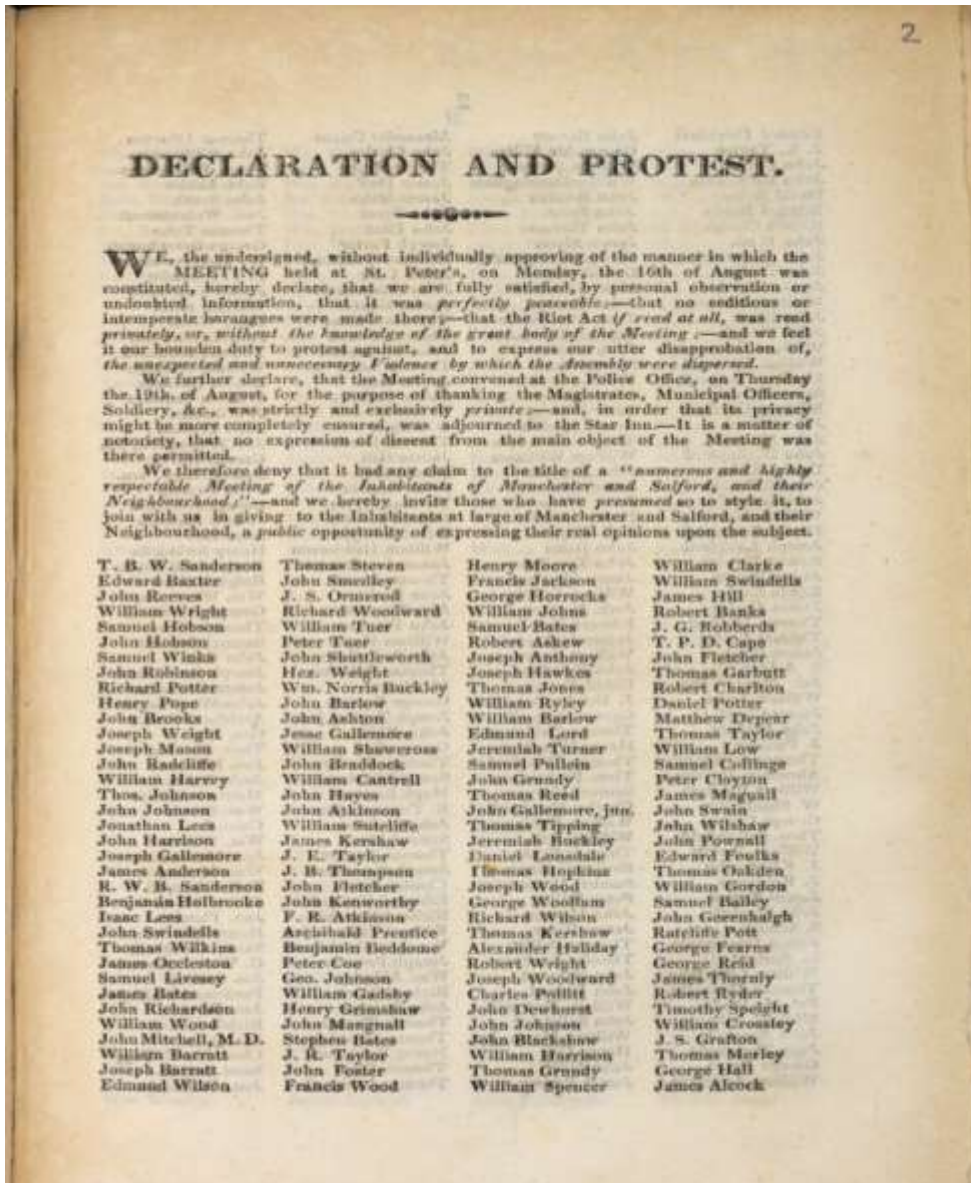 2
DECLARATION AND PROTEST.
WE, the undersigned, without individually approving of the manner in which the
MEETING held at St. Peter's, on Monday, the 16th of August was
constituted, hereby declare, that we are fully satisfied, by personal observation or
undoubted information, that it was perfectly peaceable;—that no seditious or
intemperate harangues were made there;—that the Riot Act if read at all, was read
privately, or, without the knowledge of the great body of the Meeting;—and we feel
it our bounden duty to protest against, and to express our utter disapprobation of,
the unexpected and unnecessary Violence by which the Assembly were dispersed.
We further declare, that the Meeting convened at the Police Office, on Thursday
the 19th. of August, for the purpose of thanking the Magistrates, Municipal Officers,
Soldiery, &c., was strictly and exclusively private;—and, in order that its privacy
might be more completely ensured, was adjourned to the Star Inn.—It is a matter of
notoriety, that no expression of dissent from the main object of the Meeting was
there permitted.
We therefore deny that it had any claim to the title of a "numerous and highly
respectable Meeting of the Inhabitants of Manchester and Salford, and their
Neighbourhood;"—and we hereby invite those who have presumed so to style it, to
join with us in giving to the Inhabitants at large of Manchester and Salford, and their
Neighbourhood, a public opportunity of expressing their real opinions upon the subject.
T. B. W. Sanderson
Edward Baxter
John Reeves
William Wright
Samuel Hobson
John Hobson
Samuel Winks
John Robinson
Richard Potter
Henry Pope
John Brooks
Joseph Weight
Joseph Mason
John Radcliffe
William Harvey
Thos. Johnson
John Johnson
Jonathan Lees
John Harrison
Joseph Gallemore
James Anderson
R. W. B. Sanderson
Benjamin Holbrooke
Isaac Lees
John Swindells
Thomas Wilkins
James Occleston
Samuel Livesey
James Bates
John Richardson
William Wood
John Mitchell, M. D.
William Barratt
Joseph Barratt
Edmund Wilson
Thomas Steven
John Smedley
J. S. Ormerod
Richard Woodward
William Tuer
Peter Tuer
John Shuttleworth
Hez. Weight
Wm. Norris Buckley
John Barlow
John Ashton
Jesse Gallemore
William Shawcross
John Braddock
William Cantrell
John Hayes
John Atkinson
William Sutcliffe
James Kershaw
J. E. Taylor
J. B. Thompson
John Fletcher
John Kenworthy
F. R. Atkinson
Archibald Prentice
Benjamin Beddome
Peter Coe
Geo. Johnson
William Gadsby
Henry Grimshaw
John Mangnall
Stephen Bates
J. R. Taylor
John Foster
Francis Wood
Henry Moore
Francis Jackson
George Horrocks
William Johns
Samuel Bates
Robert Askew
Joseph Anthony
Joseph Hawkes
Thomas Jones
William Ryley
William Barlow
Edmund Lord
Jeremiah Turner
Samuel Pullein
John Grundy
Thomas Reed
John Gallemore, jun.
Thomas Tipping
Jeremiah Buckley
Daniel Lonsdale
Thomas Hopkins
Joseph Wood
George Woollam
Richard Wilson
Thomas Kershaw
Alexander Haliday
Robert Wright
Joseph Woodward
Charles Pollitt
John Dewhurst
John Johnson
John Blackshaw
William Harrison
Thomas Grundy
William Spencer
William Clarke
William Swindells
James Hill
Robert Banks
J. G. Robberds
T. P. D. Cape
John Fletcher
Thomas Garbutt
Robert Charlton
Daniel Potter
Matthew
Thomas Taylor
William Low
Samuel Collinge
Peter Clayton
James Magnall
John Swain
John Wilshaw
John Pownall
Edward Foulks
Thomas Oakden
William Gordon
Samuel Bailey
John Greenhalgh
Ratcliffe Pott
George Fearns
George Reid
James Thornly
Robert Ryder
Timothy Speight
William Crossley
J. S. Grafton
Thomas Morley
George Hall
James Alcock